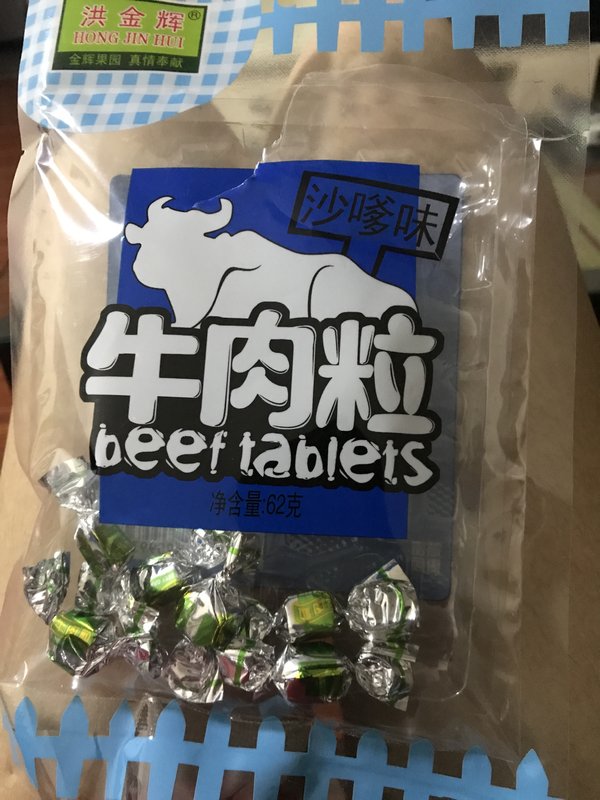 洪金辉®
HONG JIN HUI
金辉果园 真情奉献
沙嗲味
牛肉粒
beef tablets
净含量:62克